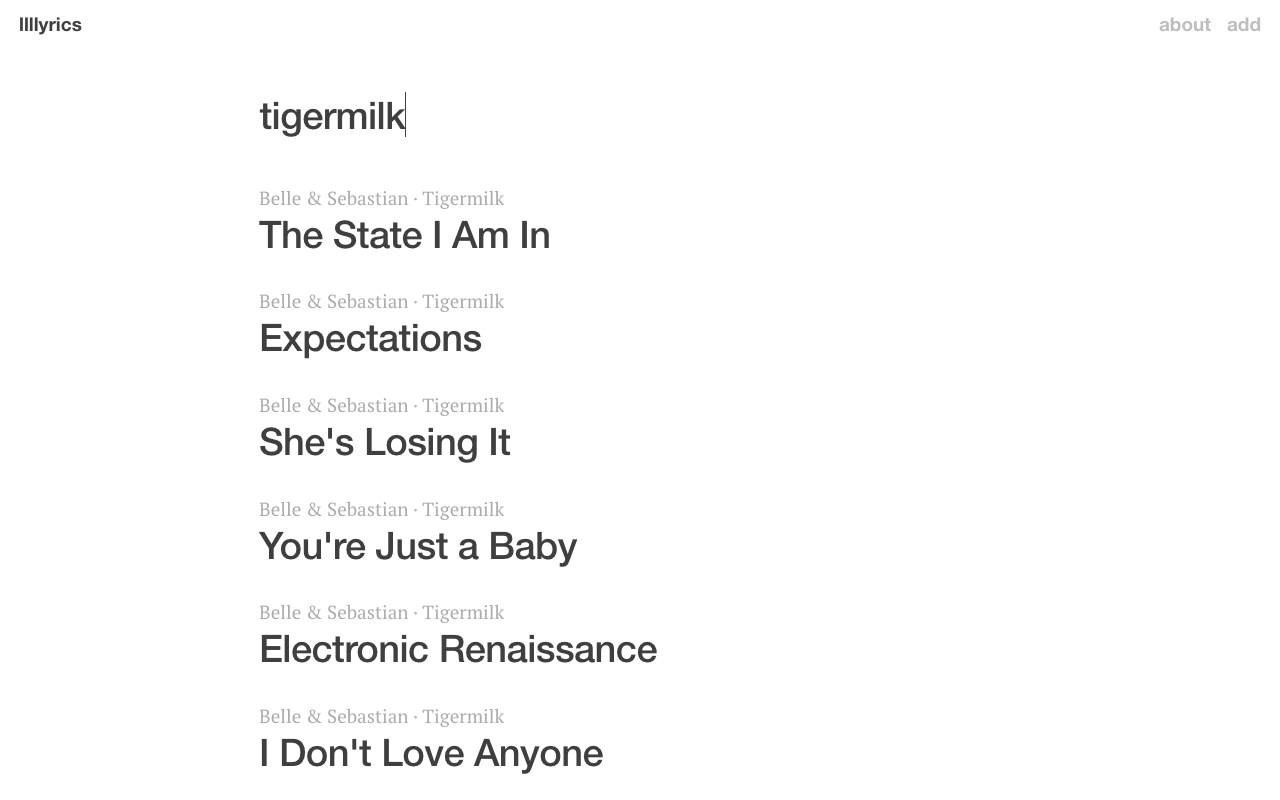 llllyrics
about add
tigermilk
Belle & Sebastian · Tigermilk
The State I Am In
Belle & Sebastian · Tigermilk
Expectations
Belle & Sebastian · Tigermilk
She's Losing It
Belle & Sebastian · Tigermilk
You're Just a Baby
Belle & Sebastian · Tigermilk
Electronic Renaissance
Belle & Sebastian · Tigermilk
I Don't Love Anyone